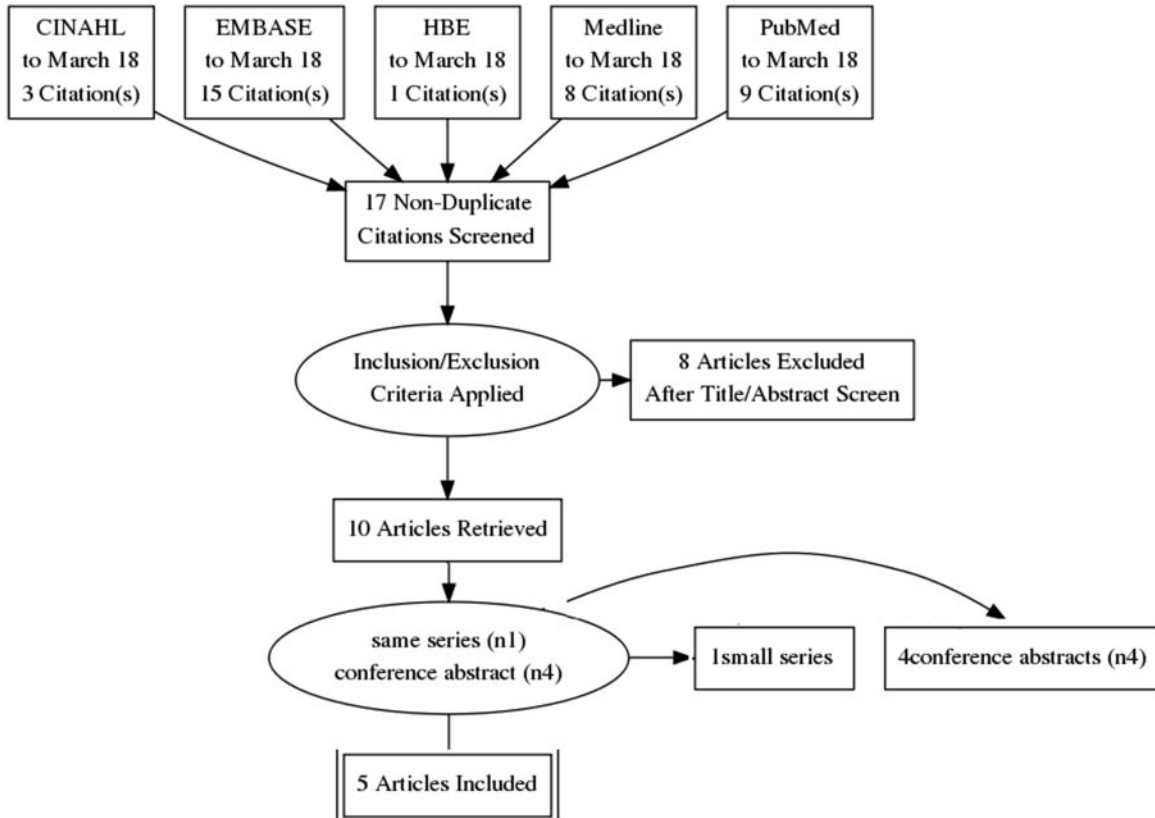 CINAHL
to March 18
3 Citation(s)
EMBASE
to March 18
15 Citation(s)
HBE
to March 18
1 Citation(s)
Medline
to March 18
8 Citation(s)
PubMed
to March 18
9 Citation(s)
17 Non-Duplicate
Citations Screened
Inclusion/Exclusion
Criteria Applied
8 Articles Excluded
After Title/Abstract Screen
10 Articles Retrieved
same series (n1)
conference abstract (n4)
1small series
4conference abstracts (n4)
5 Articles Included